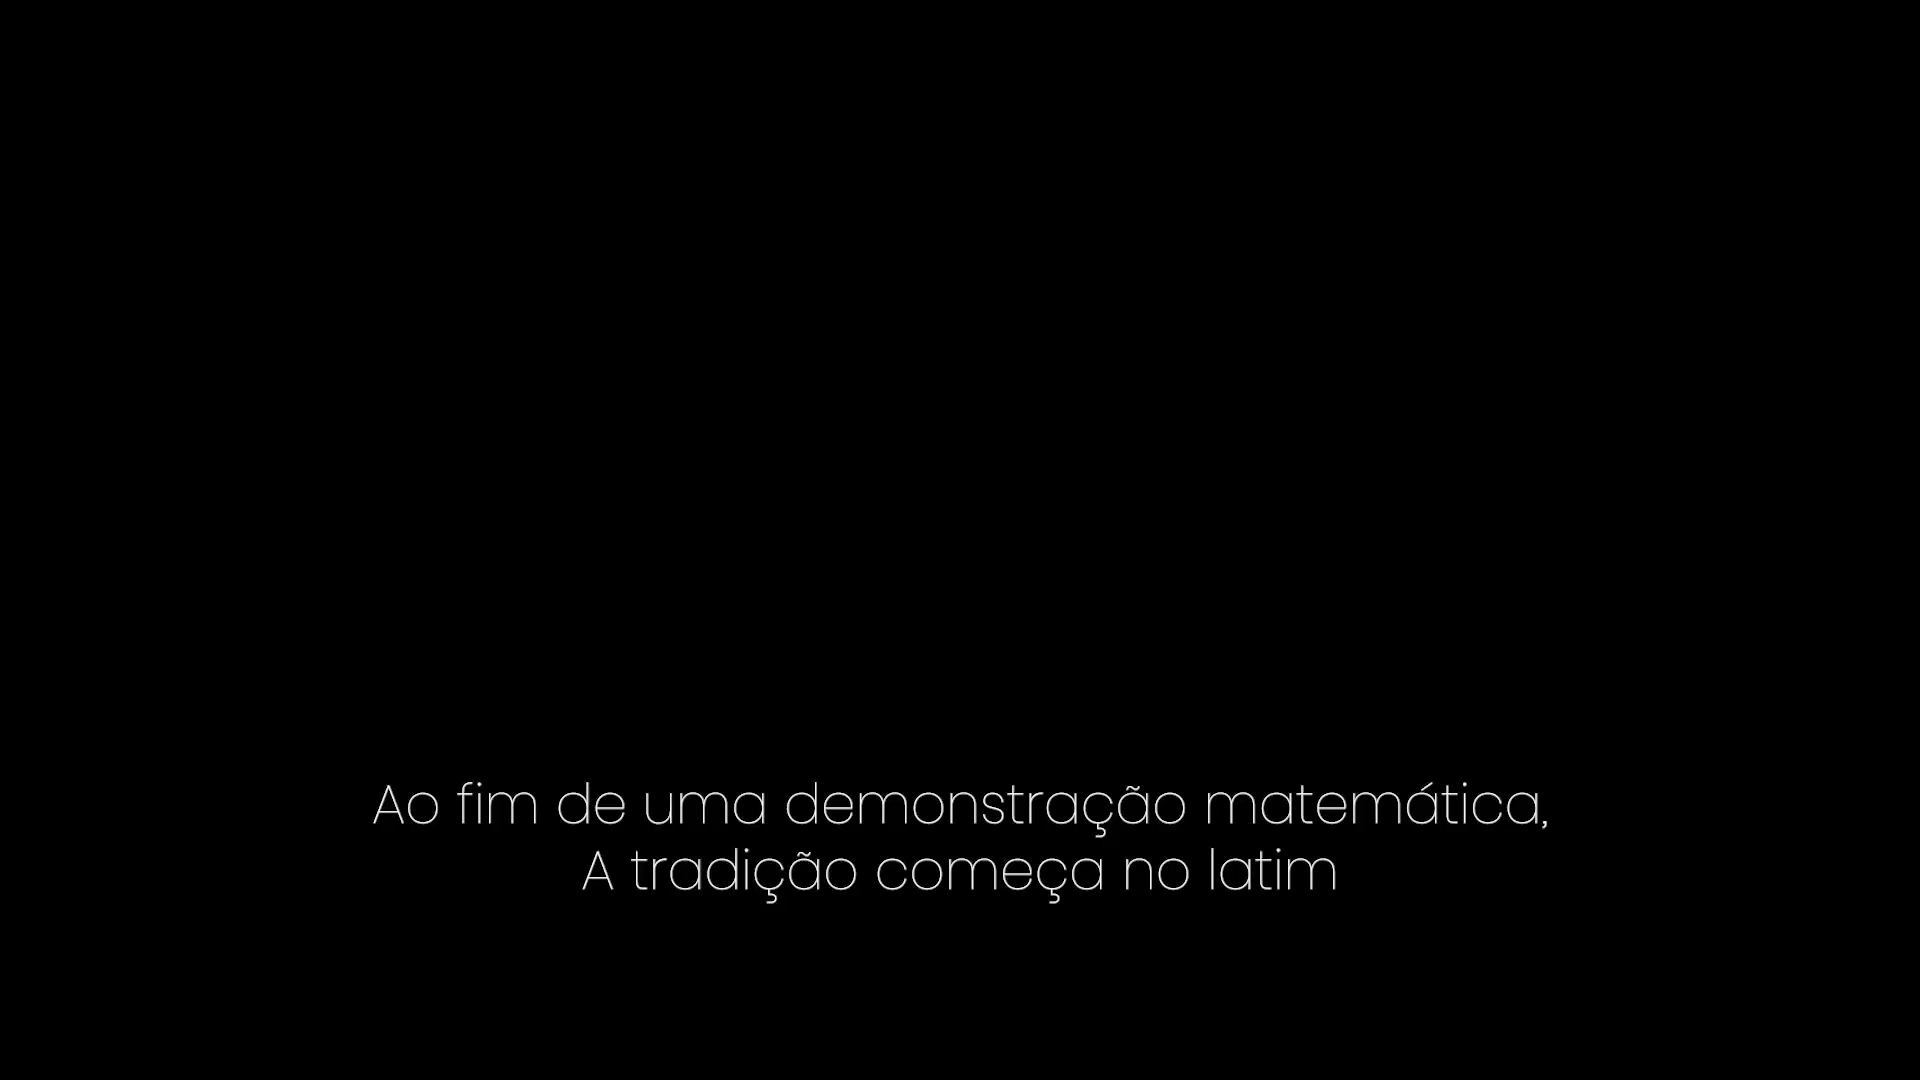 Ao fim de uma demonstração matemática,
A tradição começa no latim